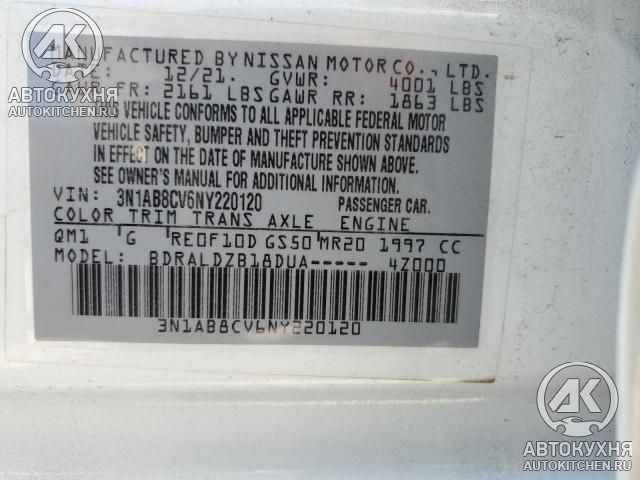 MANUFACTURED BY NISSAN MOTOR CO., LTD.
DATE: 12/21. GVWR: 4001 LBS
GAWR FR: 2161 LBS GAWR RR: 1863 LBS
THIS VEHICLE CONFORMS TO ALL APPLICABLE FEDERAL MOTOR
VEHICLE SAFETY, BUMPER AND THEFT PREVENTION STANDARDS
IN EFFECT ON THE DATE OF MANUFACTURE SHOWN ABOVE.
SEE OWNER'S MANUAL FOR ADDITIONAL INFORMATION.
VIN: 3N1AB8CV6NY220120 PASSENGER CAR.
COLOR TRIM TRANS AXLE ENGINE
QM1 G RE0F10D GS50 MR20 1997 CC
MODEL: BDRALDZB18DUA----- 4Z000
3N1AB8CV6NY220120
АК
АВТОКУХНЯ
AUTOKITCHEN.RU
АК
АВТОКУХНЯ
AUTOKITCHEN.RU